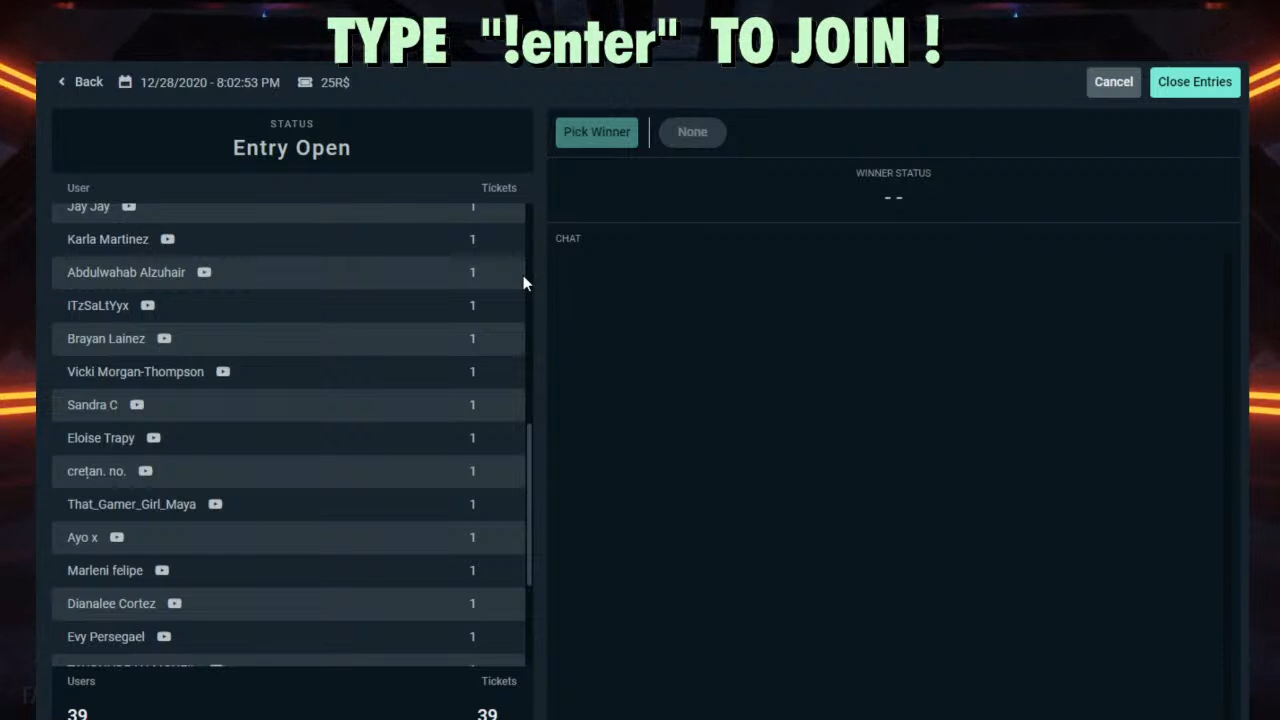 TYPE "!enter" TO JOIN !
Back 12/28/2020 - 8:02:53 PM 25R$ Cancel Close Entries
STATUS
Entry Open
Pick Winner None
WINNER STATUS
--
User Tickets
CHAT
Jay Jay 1
Karla Martinez 1
Abdulwahab Alzuhair 1
ITzSaLtYyx 1
Brayan Lainez 1
Vicki Morgan-Thompson 1
Sandra C 1
Eloise Trapy 1
crețan. no. 1
That_Gamer_Girl_Maya 1
Ayo x 1
Marleni felipe 1
Dianalee Cortez 1
Evy Persegael 1
Users Tickets
39 39